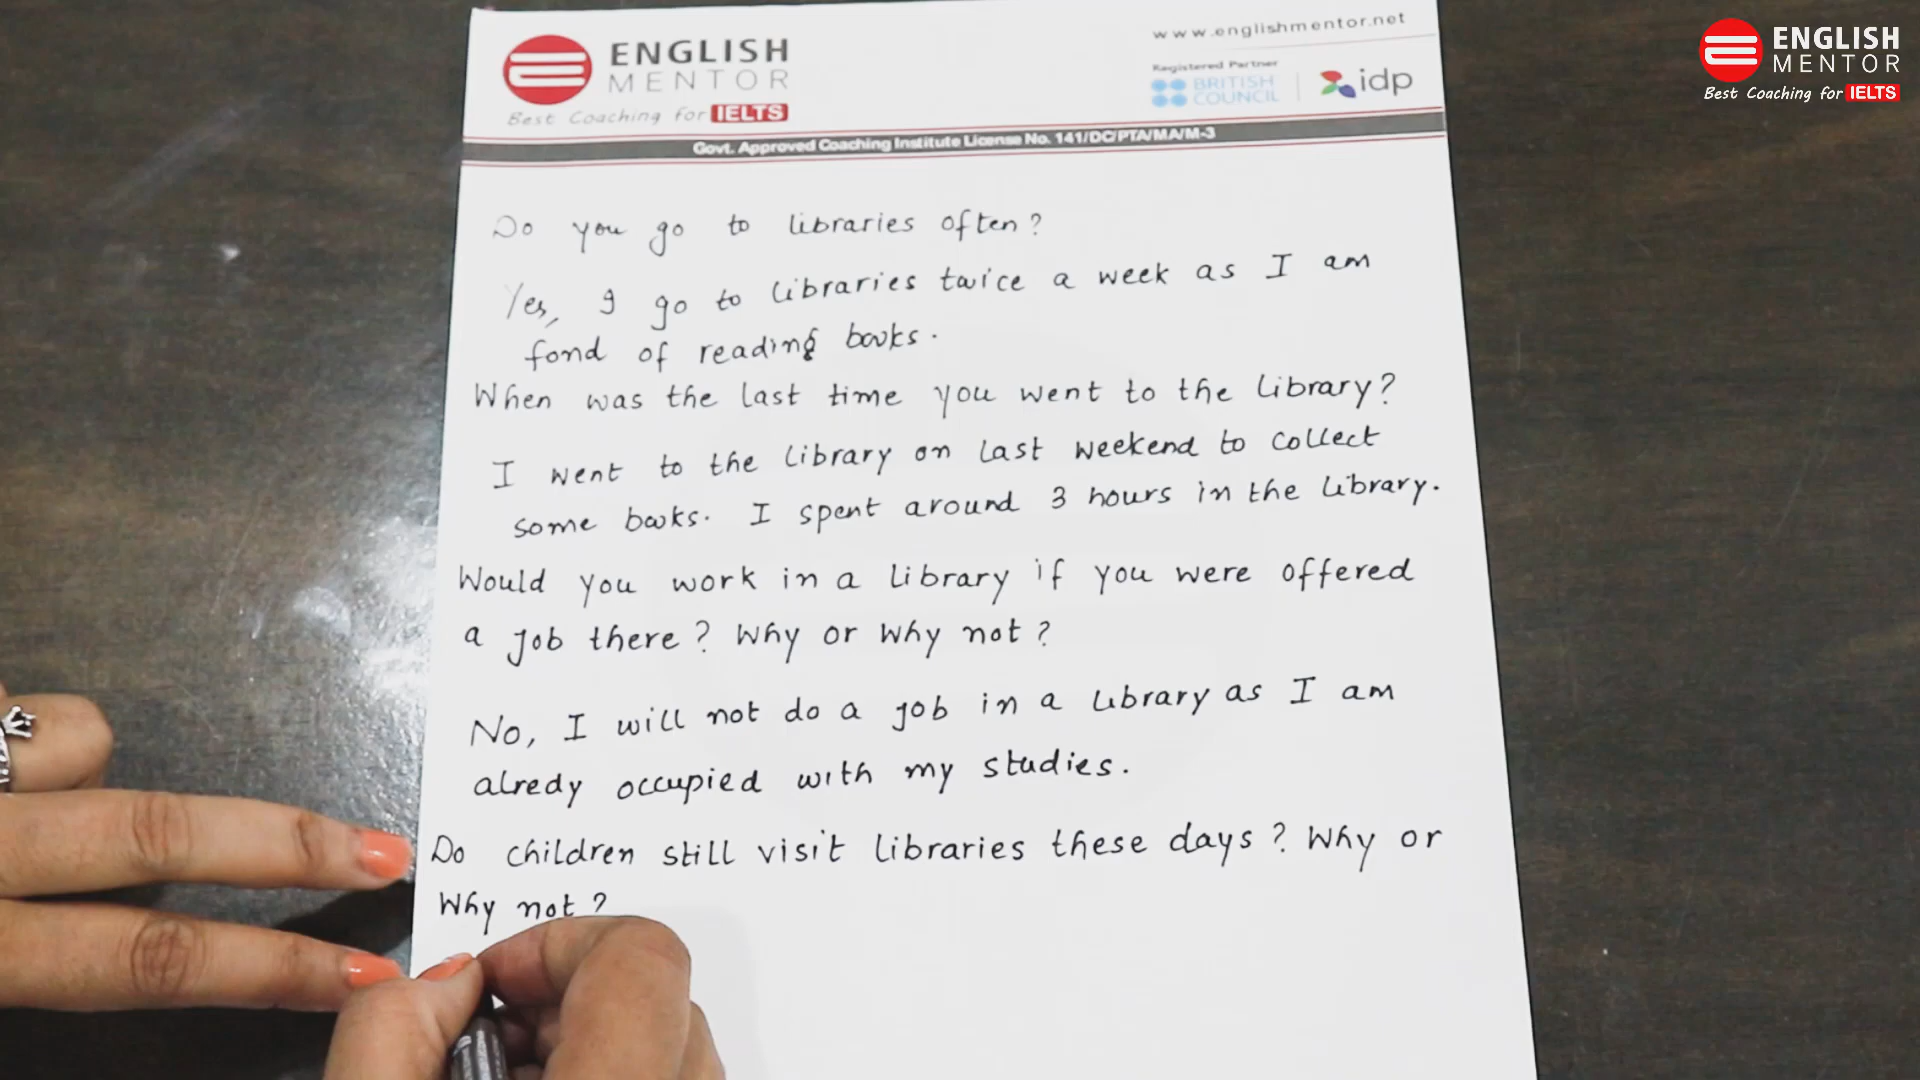 ENGLISH
MENTOR
Best Coaching for IELTS
www.englishmentor.net
Registered Partner
BRITISH
COUNCIL
idp
Govt. Approved Coaching Institute License No. 141/DC/PTA/MA/M-3
Do you go to libraries often?
Yes, I go to libraries twice a week as I am
fond of reading books.
When was the last time you went to the library?
I went to the library on last weekend to collect
some books. I spent around 3 hours in the library.
Would you work in a library if you were offered
a job there? Why or why not?
No, I will not do a job in a library as I am
alredy occupied with my studies.
Do children still visit libraries these days? Why or
why not?
ENGLISH
MENTOR
Best Coaching for IELTS